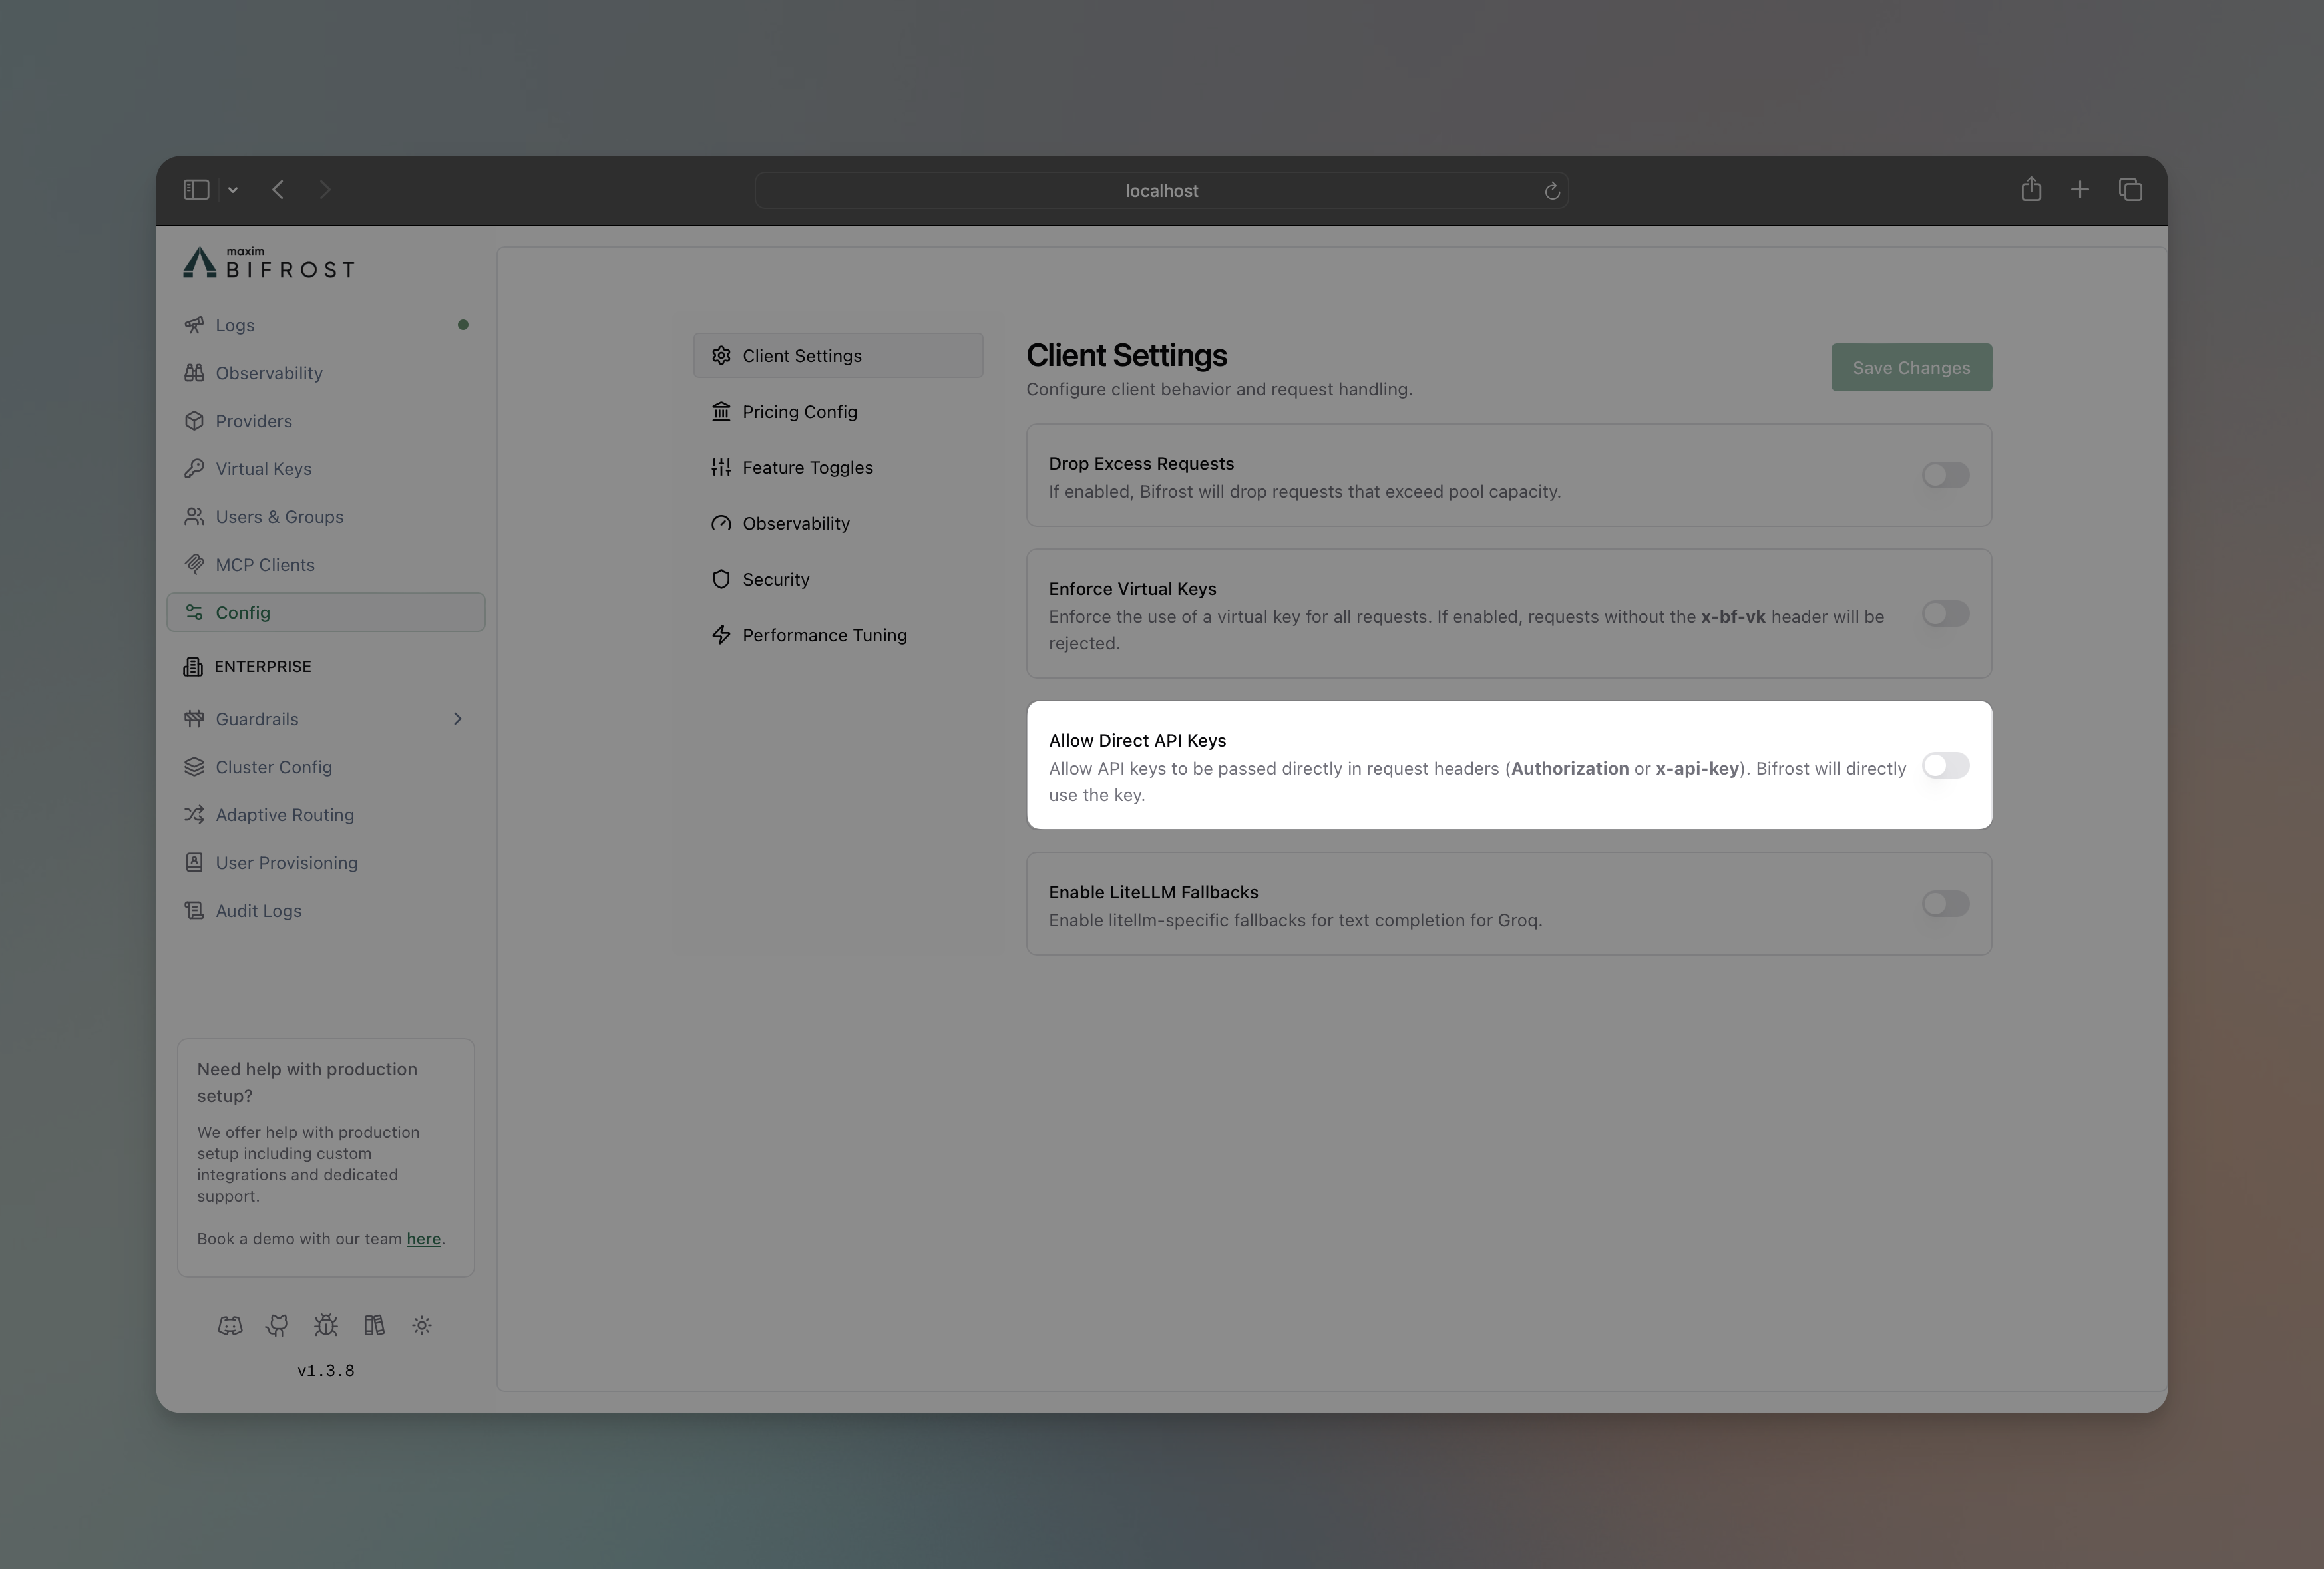 localhost
maxim
BIFROST
Logs
Observability
Providers
Virtual Keys
Users & Groups
MCP Clients
Config
ENTERPRISE
Guardrails
Cluster Config
Adaptive Routing
User Provisioning
Audit Logs
Need help with production
setup?
We offer help with production
setup including custom
integrations and dedicated
support.
Book a demo with our team here.
v1.3.8
Client Settings
Pricing Config
Feature Toggles
Observability
Security
Performance Tuning
Client Settings
Configure client behavior and request handling.
Save Changes
Drop Excess Requests
If enabled, Bifrost will drop requests that exceed pool capacity.
Enforce Virtual Keys
Enforce the use of a virtual key for all requests. If enabled, requests without the x-bf-vk header will be
rejected.
Allow Direct API Keys
Allow API keys to be passed directly in request headers (Authorization or x-api-key). Bifrost will directly
use the key.
Enable LiteLLM Fallbacks
Enable litellm-specific fallbacks for text completion for Groq.